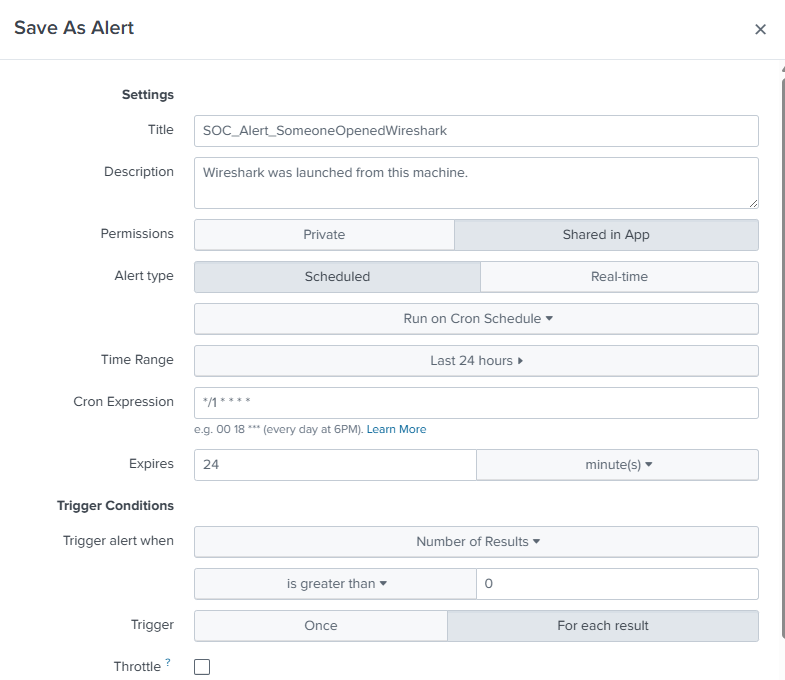 Save As Alert
Settings
Title
SOC_Alert_SomeoneOpenedWireshark
Description
Wireshark was launched from this machine.
Permissions
Private
Shared in App
Alert type
Scheduled
Real-time
Run on Cron Schedule
Time Range
Last 24 hours
Cron Expression
*/1 * * * *
e.g. 00 18 *** (every day at 6PM). Learn More
Expires
24
minute(s)
Trigger Conditions
Trigger alert when
Number of Results
is greater than
0
Trigger
Once
For each result
Throttle ?